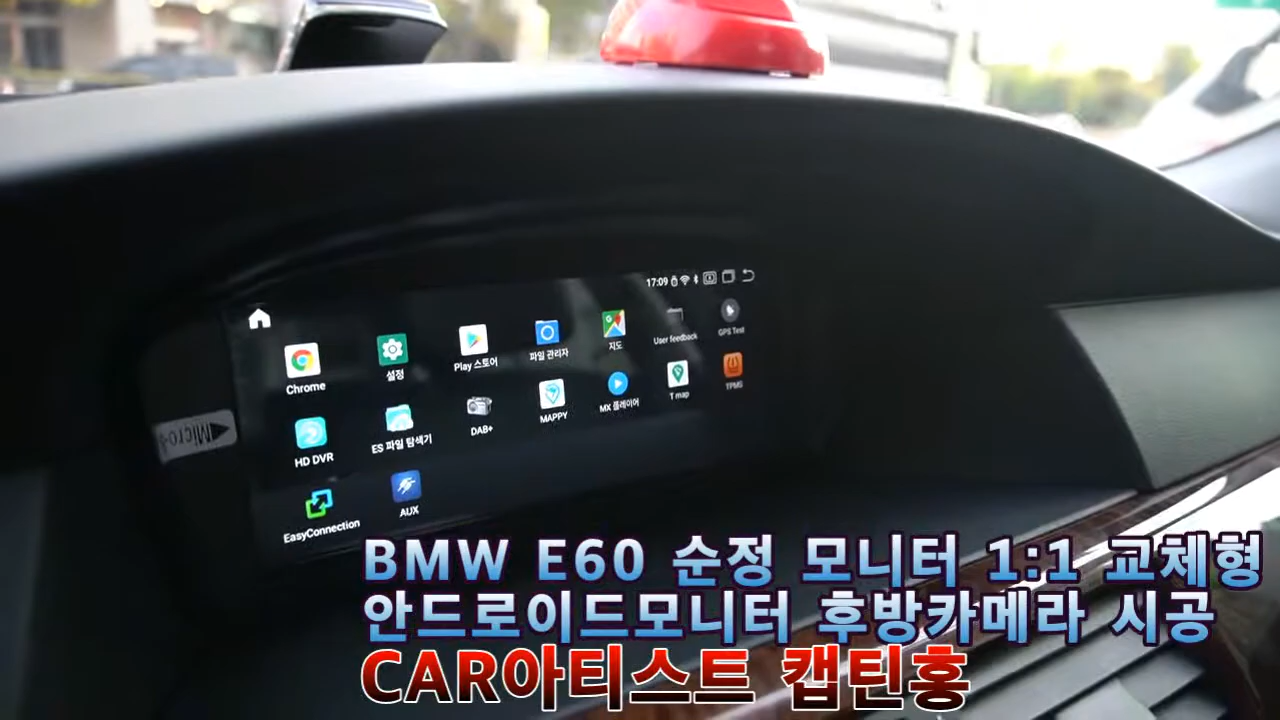 17:09
Chrome
설정
Play 스토어
파일 관리자
지도
User feedback
GPS Test
HD DVR
ES 파일 탐색기
DAB+
MAPPY
MX 플레이어
T map
TPMS
EasyConnection
AUX
Micro-
BMW E60 순정 모니터 1:1 교체형
안드로이드모니터 후방카메라 시공
CAR아티스트 캡틴홍